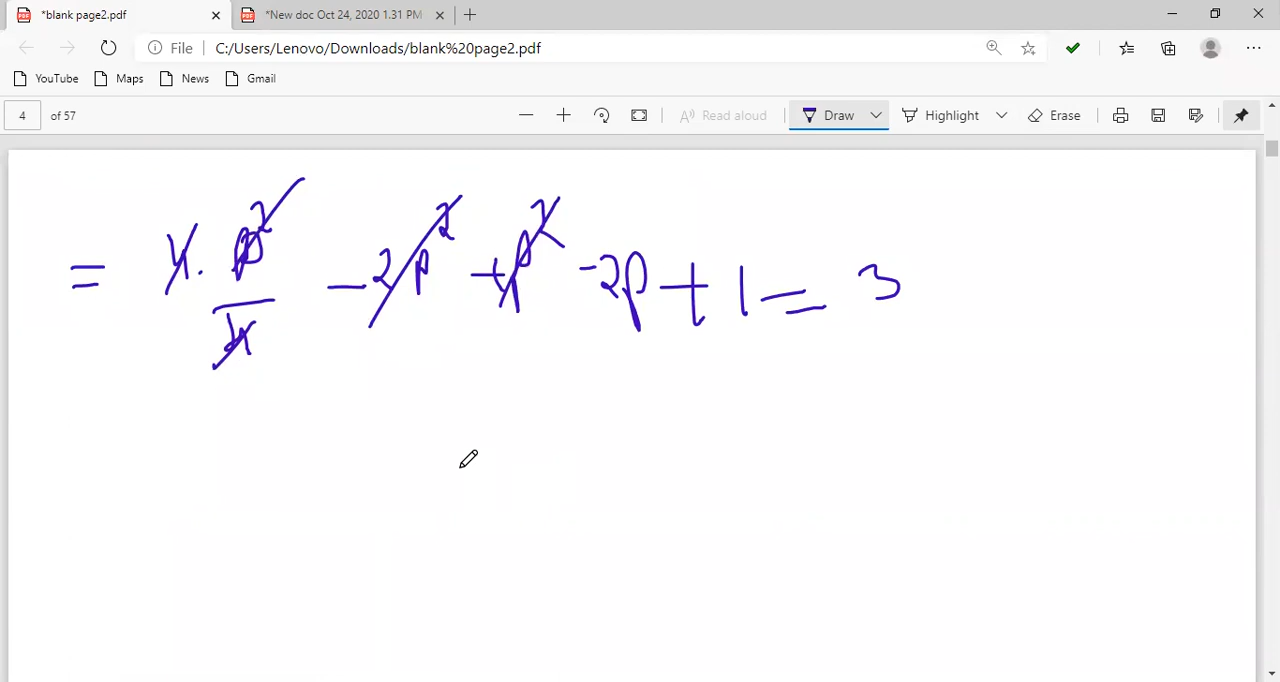 *blank page2.pdf
*New doc Oct 24, 2020 1.31 PM
File C:/Users/Lenovo/Downloads/blank%20page2.pdf
YouTube Maps News Gmail
4 of 57 Read aloud Draw Highlight Erase
= 4. p²/4 - 2p² + p² - 2p + 1 = 3